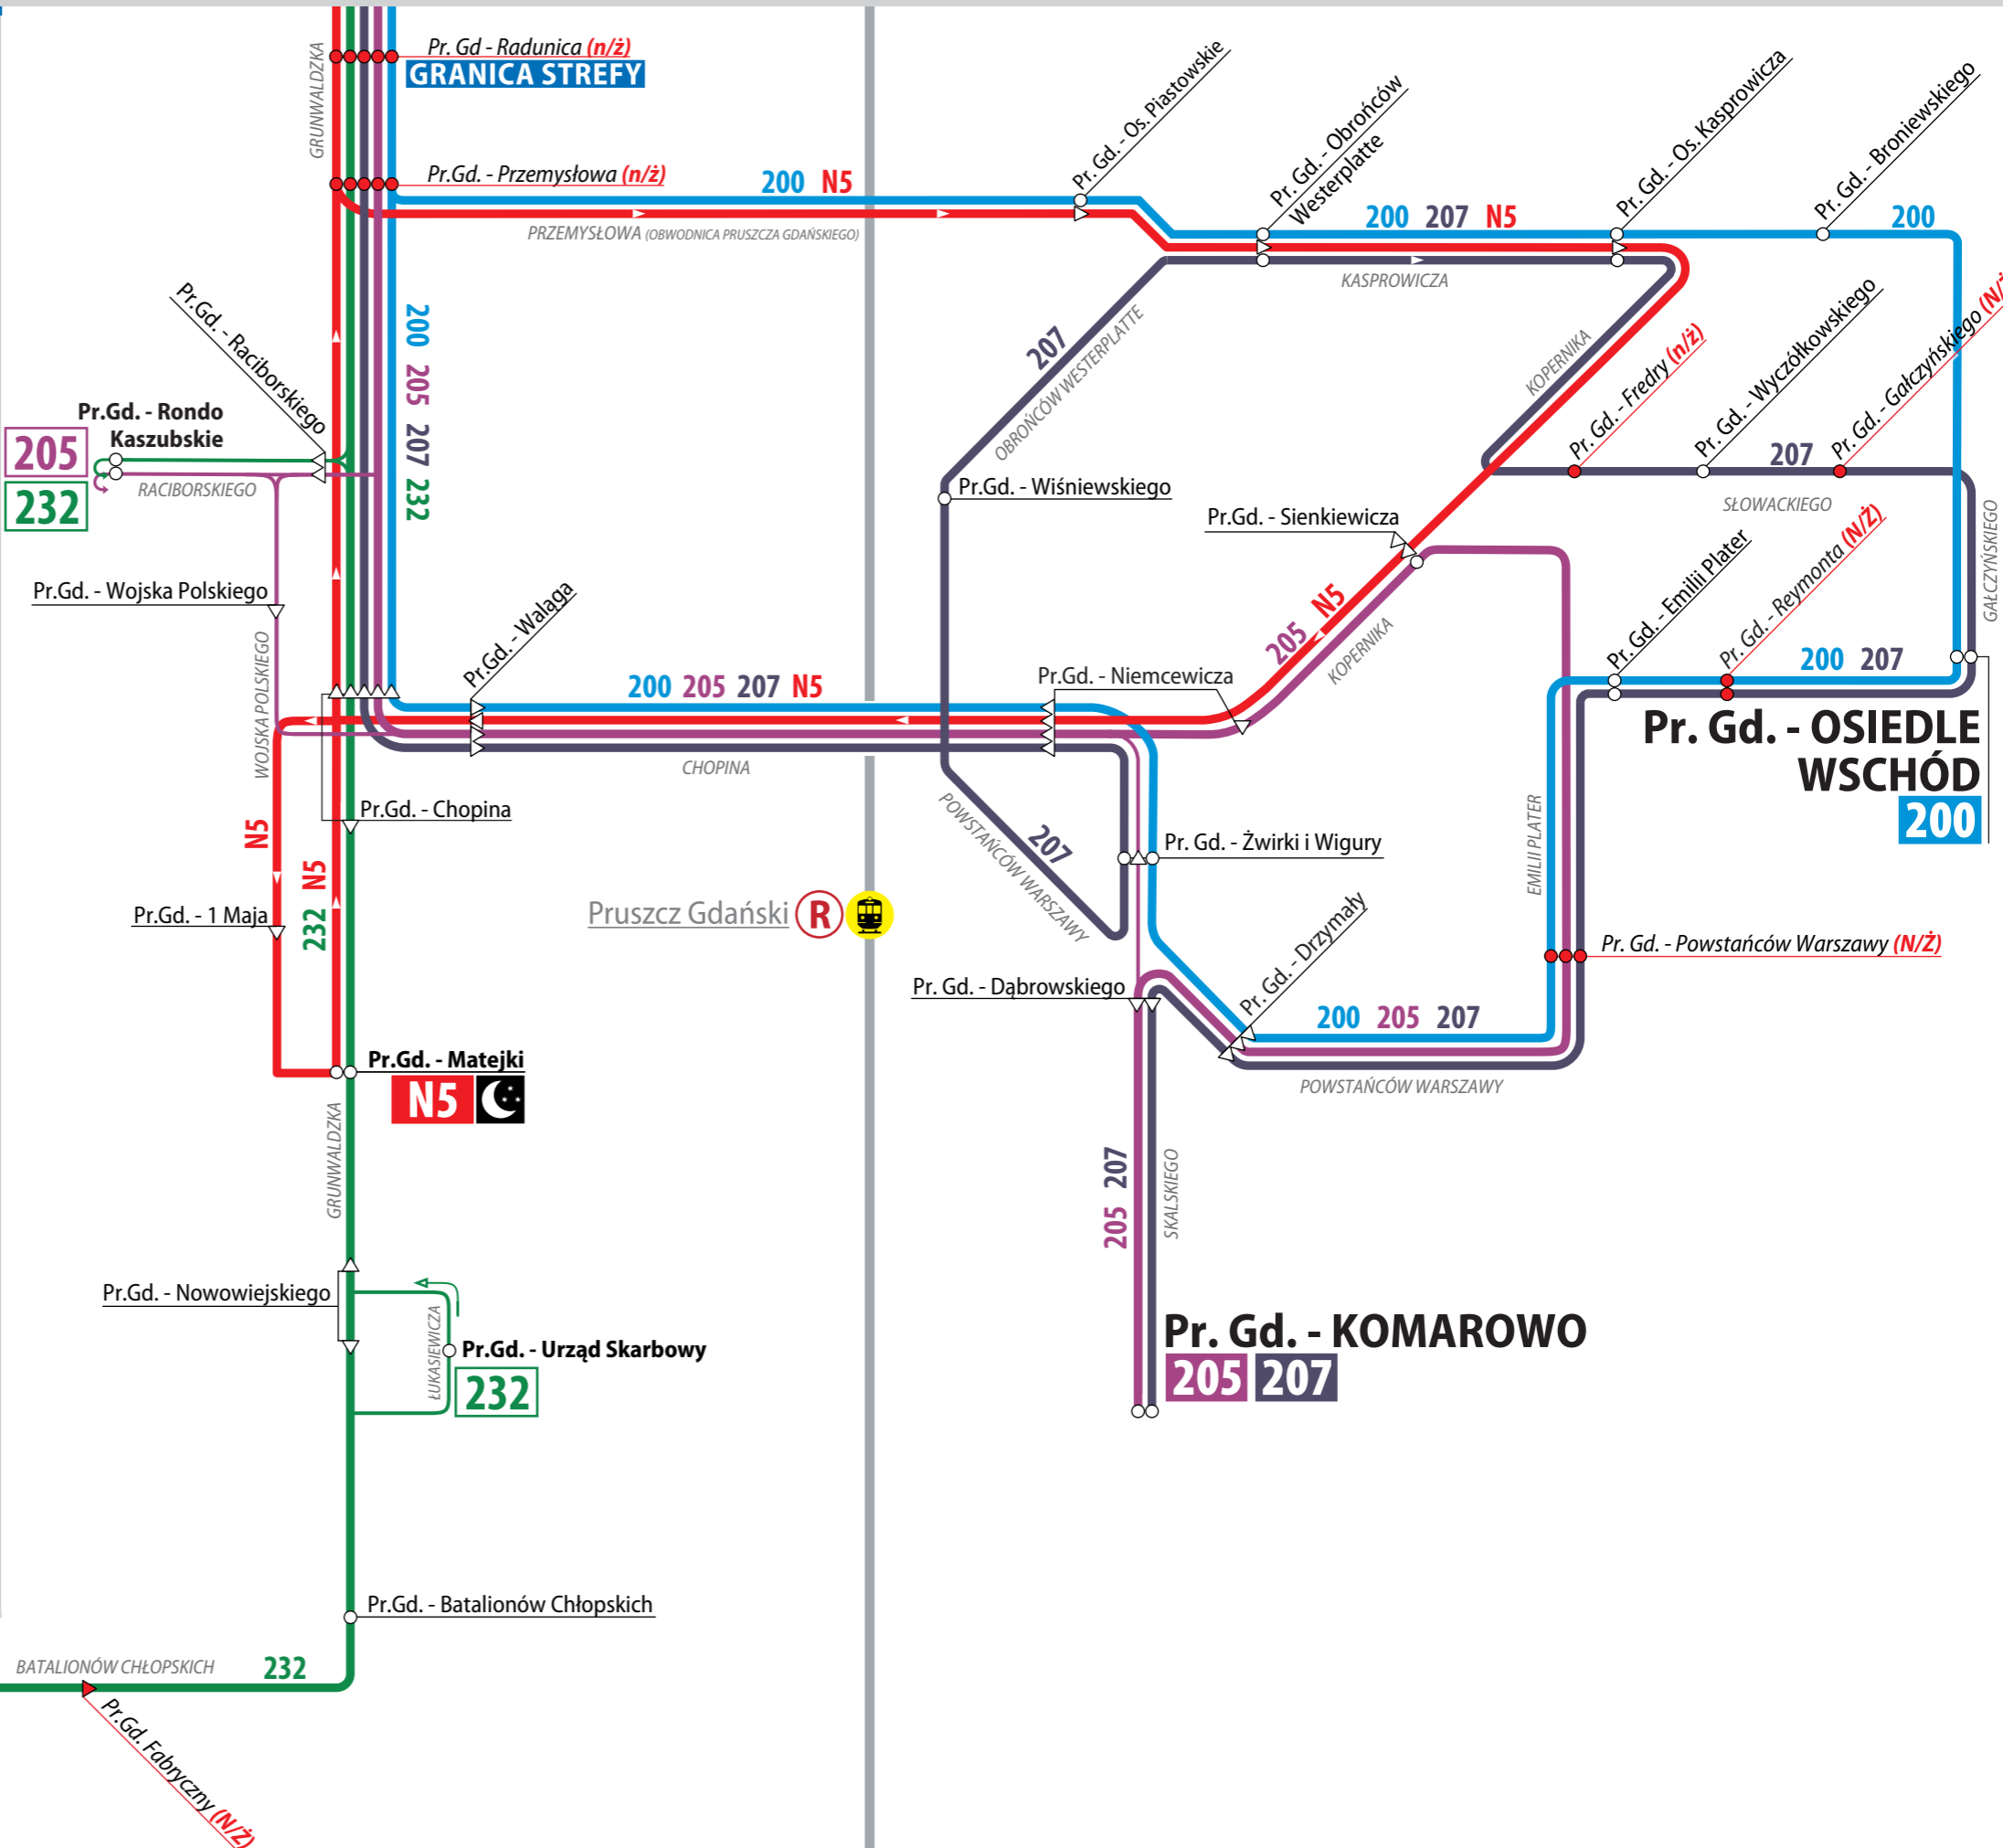 GRUNWALDZKA
Pr. Gd - Radunica (n/ż)
GRANICA STREFY
Pr.Gd. - Przemysłowa (n/ż)
200 N5
PRZEMYSŁOWA (OBWODNICA PRUSZCZA GDAŃSKIEGO)
Pr. Gd. - Os. Piastowskie
Pr. Gd. - Obrońców
Westerplatte
200 207 N5
KASPROWICZA
Pr. Gd. - Os. Kasprowicza
Pr. Gd. - Broniewskiego
200
Pr.Gd. - Raciborskiego
200 205 207 232
207
OBROŃCÓW WESTERPLATTE
KOPERNIKA
Pr. Gd. - Fredry (n/ż)
Pr. Gd. - Wyczółkowskiego
Pr. Gd. - Gałczyńskiego
207
SŁOWACKIEGO
GAŁCZYŃSKIEGO
Pr.Gd. - Rondo
Kaszubskie
205
232
RACIBORSKIEGO
Pr.Gd. - Wiśniewskiego
Pr.Gd. - Sienkiewicza
Pr.Gd. - Wojska Polskiego
WOJSKA POLSKIEGO
Pr.Gd. - Waląga
200 205 207 N5
CHOPINA
Pr.Gd. - Niemcewicza
205 N5
KOPERNIKA
Pr. Gd. - Emilii Plater
Pr. Gd. - Reymonta (N/Ż)
200 207
Pr. Gd. - OSIEDLE
WSCHÓD
200
N5
Pr.Gd. - Chopina
POWSTAŃCÓW WARSZAWY
207
Pr. Gd. - Żwirki i Wigury
EMILII PLATER
232 N5
Pr.Gd. - 1 Maja
Pruszcz Gdański R
Pr. Gd. - Powstańców Warszawy (N/Ż)
Pr. Gd. - Dąbrowskiego
Pr. Gd. - Drzymały
200 205 207
POWSTAŃCÓW WARSZAWY
Pr.Gd. - Matejki
N5
GRUNWALDZKA
205 207
SKALSKIEGO
Pr.Gd. - Nowowiejskiego
ŁUKASIEWICZA
Pr.Gd. - Urząd Skarbowy
232
Pr. Gd. - KOMAROWO
205 207
Pr.Gd. - Batalionów Chłopskich
BATALIONÓW CHŁOPSKICH
232
Pr.Gd. Fabryczny (N/Ż)